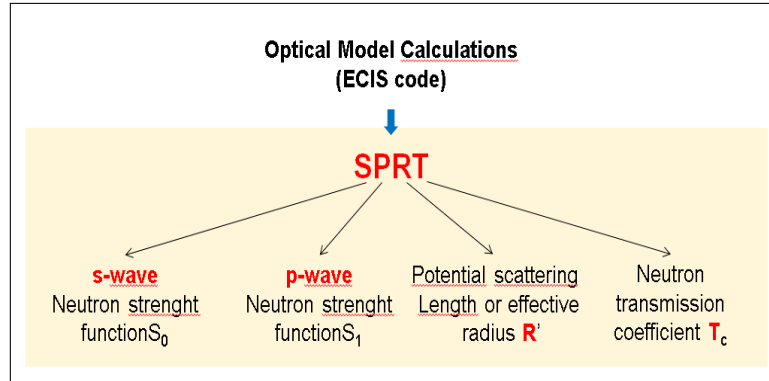 Optical Model Calculations
(ECIS code)
SPRT
s-wave
Neutron strenght
functionS₀
p-wave
Neutron strenght
functionS₁
Potential scattering
Length or effective
radius R'
Neutron
transmission
coefficient T_c